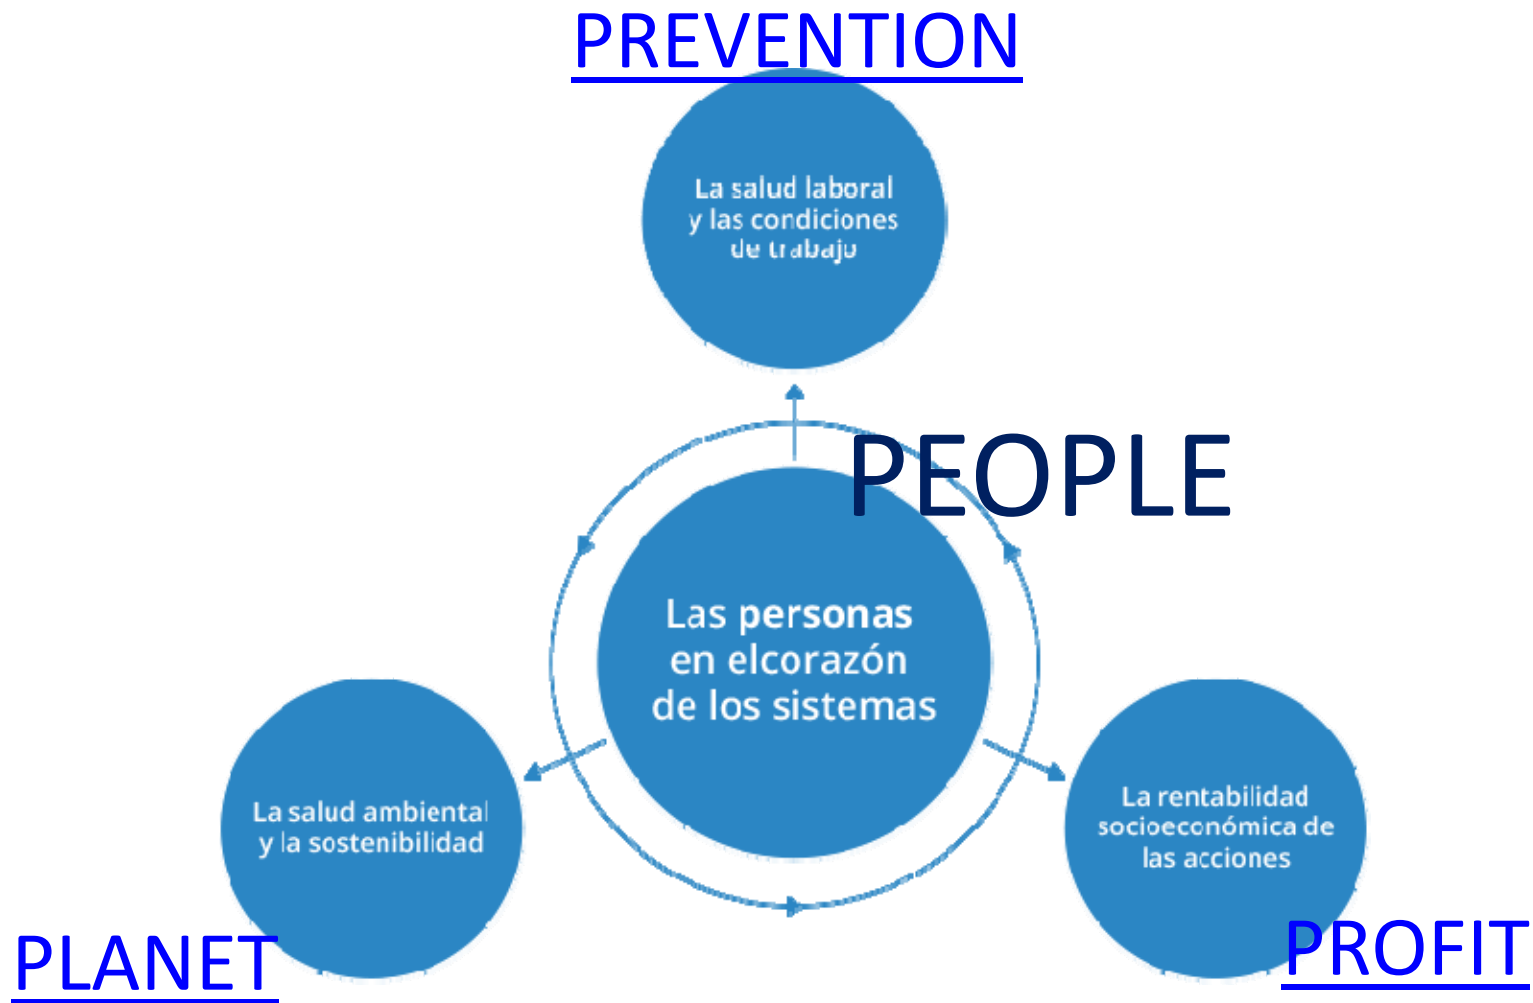 PREVENTION
La salud laboral
y las condiciones
de trabajo
PEOPLE
Las personas
en elcorazón
de los sistemas
La salud ambiental
y la sostenibilidad
PLANET
La rentabilidad
socioeconómica de
las acciones
PROFIT